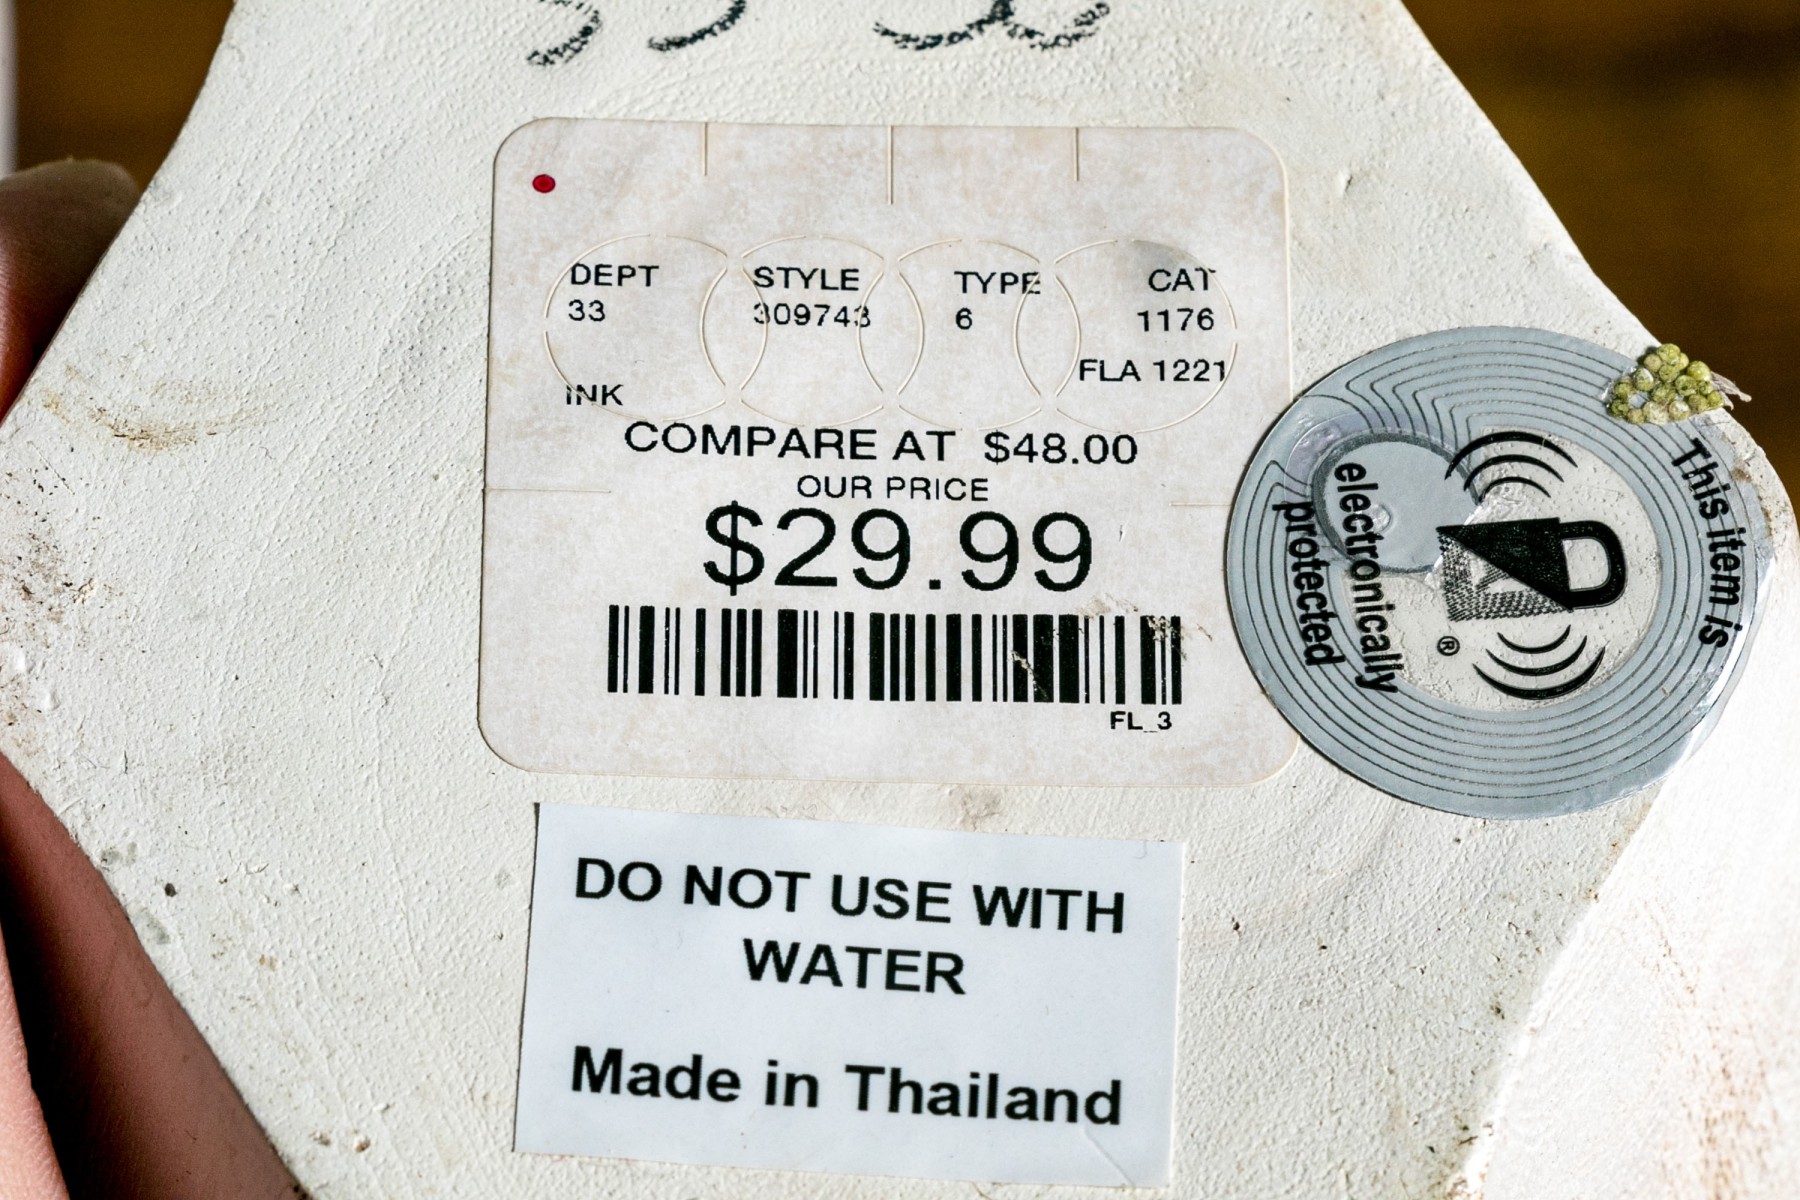 DEPT STYLE TYPE CAT
33 309743 6 1176
FLA 1221
INK
COMPARE AT $48.00
OUR PRICE
$29.99
FL_3
This item is
electronically
protected
®
DO NOT USE WITH
WATER
Made in Thailand